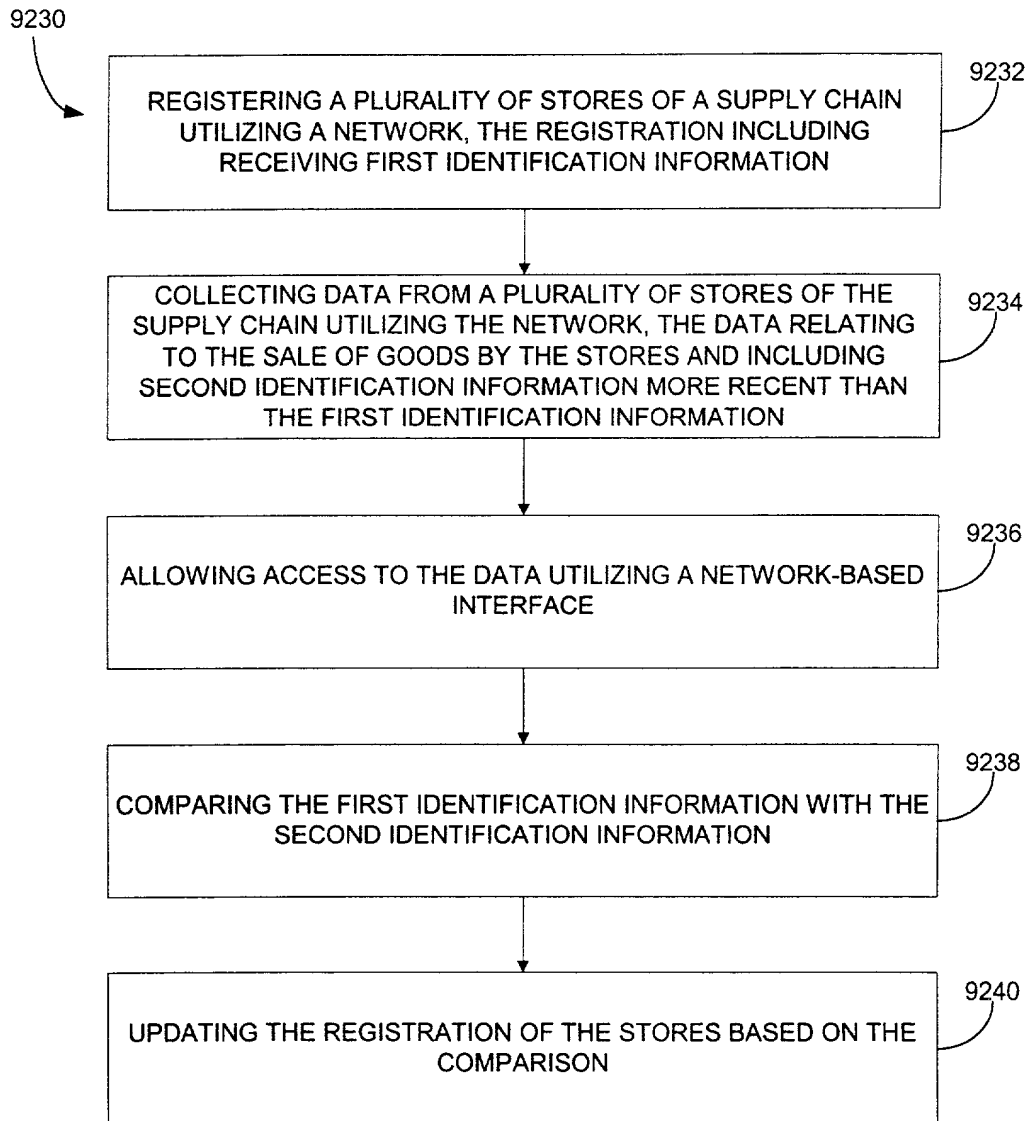 9230
9232
REGISTERING A PLURALITY OF STORES OF A SUPPLY CHAIN
UTILIZING A NETWORK, THE REGISTRATION INCLUDING
RECEIVING FIRST IDENTIFICATION INFORMATION
9234
COLLECTING DATA FROM A PLURALITY OF STORES OF THE
SUPPLY CHAIN UTILIZING THE NETWORK, THE DATA RELATING
TO THE SALE OF GOODS BY THE STORES AND INCLUDING
SECOND IDENTIFICATION INFORMATION MORE RECENT THAN
THE FIRST IDENTIFICATION INFORMATION
9236
ALLOWING ACCESS TO THE DATA UTILIZING A NETWORK-BASED
INTERFACE
9238
COMPARING THE FIRST IDENTIFICATION INFORMATION WITH THE
SECOND IDENTIFICATION INFORMATION
9240
UPDATING THE REGISTRATION OF THE STORES BASED ON THE
COMPARISON